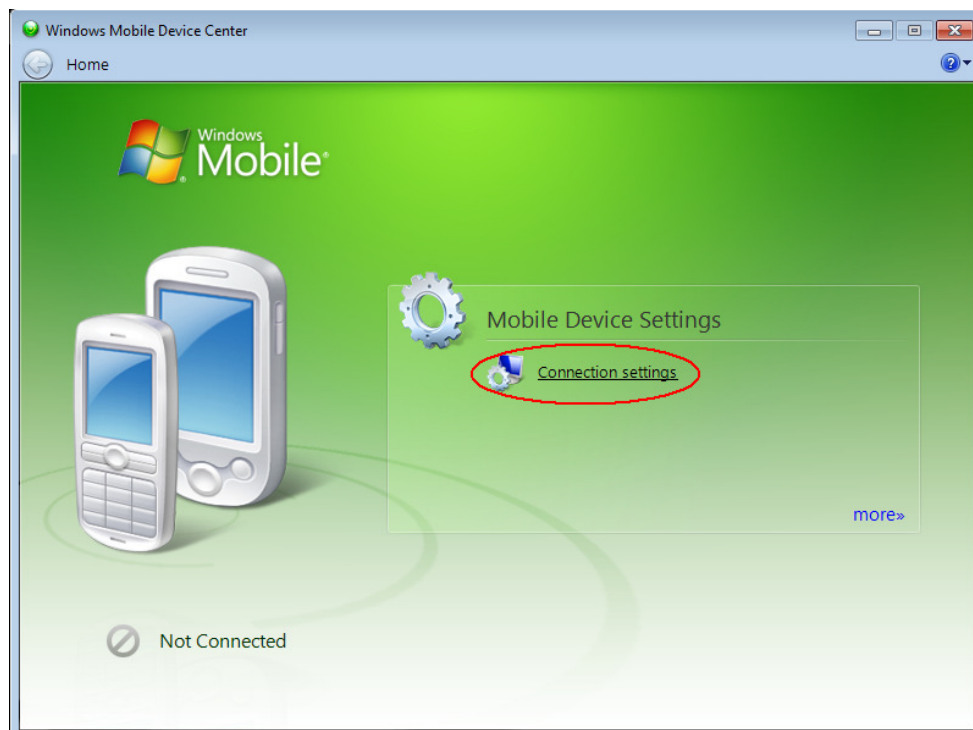 Windows Mobile Device Center
Home
Windows
Mobile®
Mobile Device Settings
Connection settings
more»
Not Connected